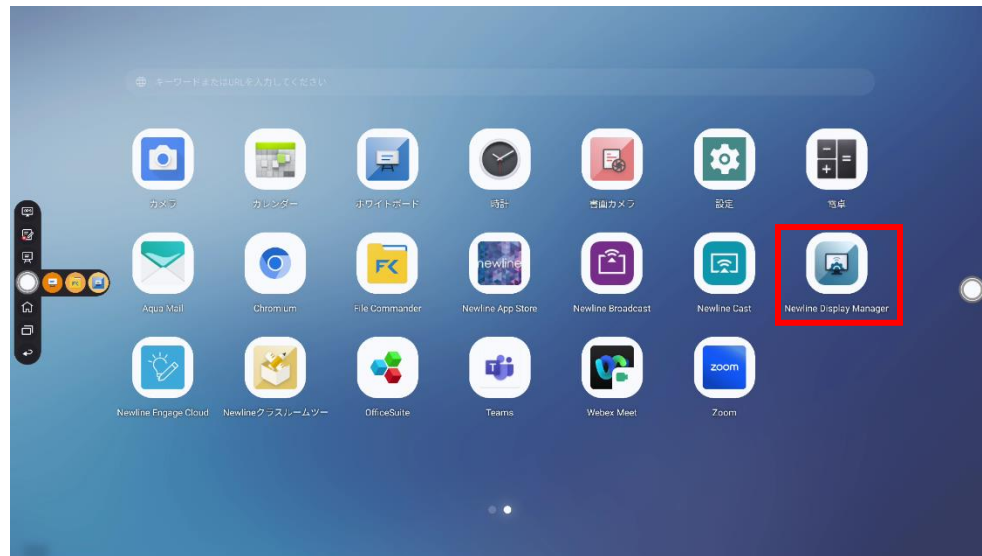 キーワードまたはURLを入力してください
カメラ
カレンダー
ホワイトボード
時計
書画カメラ
設定
電卓
newline
Aqua Mail
Chromium
File Commander
Newline App Store
Newline Broadcast
Newline Cast
Newline Display Manager
zoom
Newline Engage Cloud
Newlineクラスルームツー
OfficeSuite
Teams
Webex Meet
Zoom